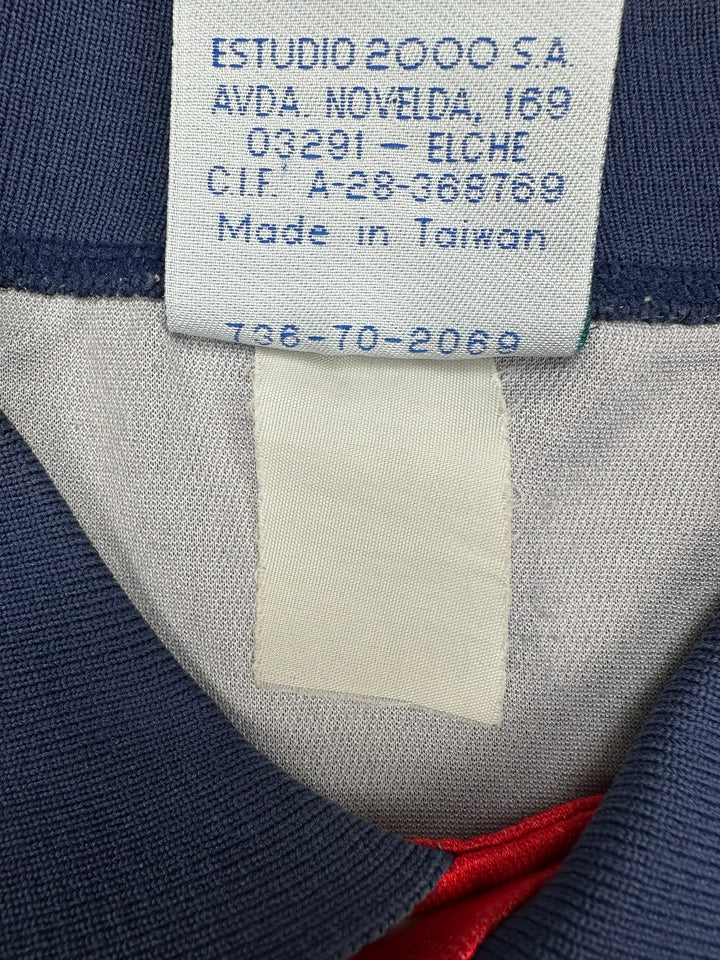 ESTUDIO 2000 S.A.
AVDA. NOVELDA, 169
03291 - ELCHE
C.I.F. A-28-368769
Made in Taiwan
736-70-2069